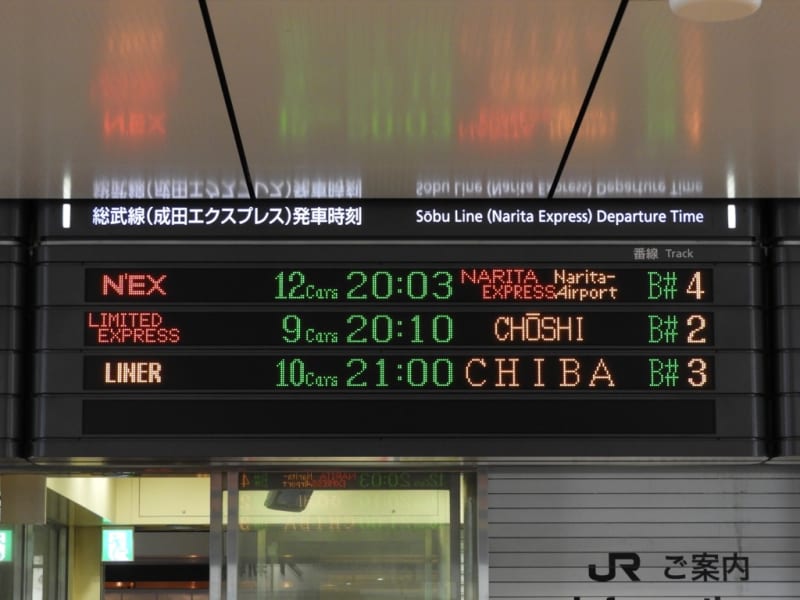 総武線(成田エクスプレス)発車時刻 Sōbu Line (Narita Express) Departure Time
番線 Track
N'EX 12Cars 20:03 NARITA EXPRESS Narita-Airport B# 4
LIMITED EXPRESS 9Cars 20:10 CHŌSHI B# 2
LINER 10Cars 21:00 CHIBA B# 3
JR ご案内